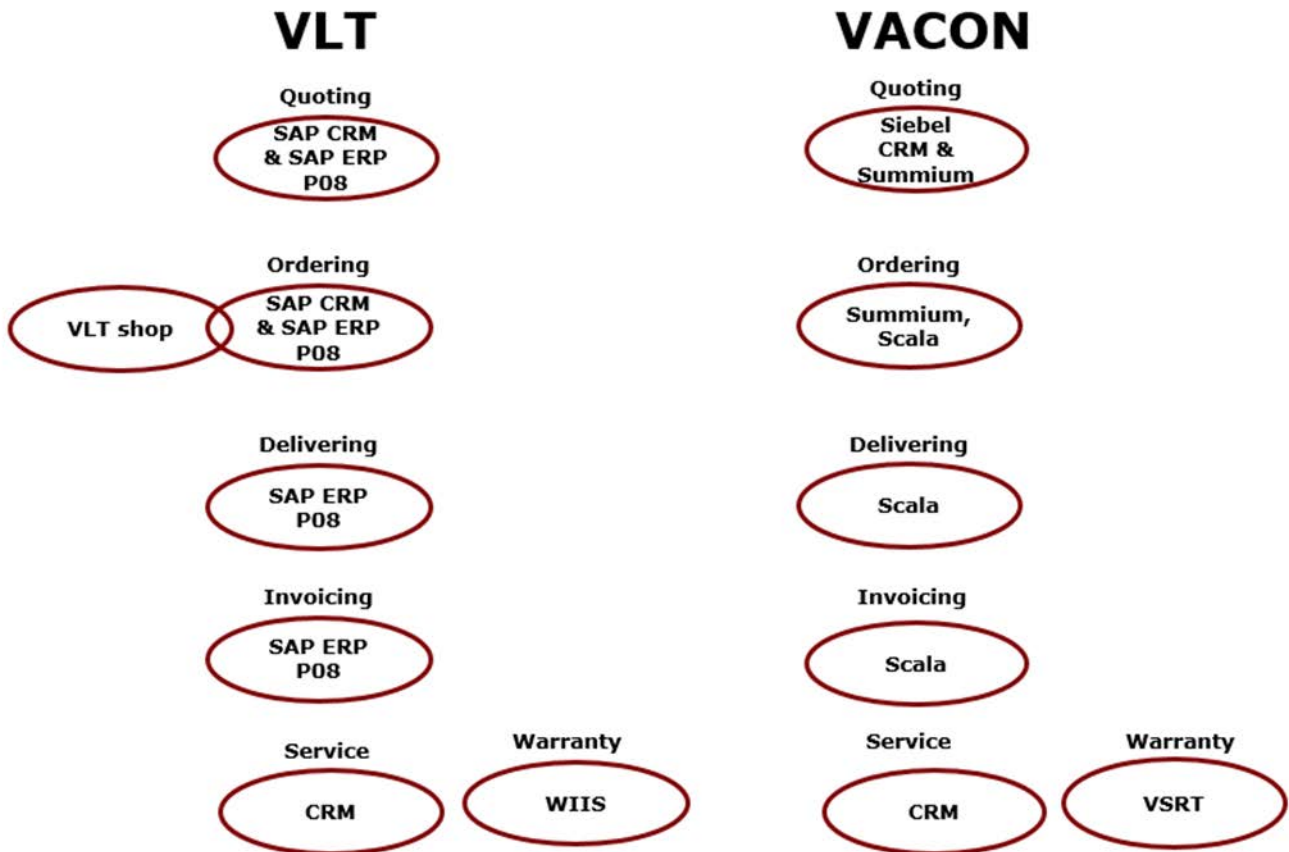 VLT
Quoting
SAP CRM
& SAP ERP
P08
Ordering
VLT shop
SAP CRM
& SAP ERP
P08
Delivering
SAP ERP
P08
Invoicing
SAP ERP
P08
Service
CRM
Warranty
WIIS
VACON
Quoting
Siebel
CRM &
Summium
Ordering
Summium,
Scala
Delivering
Scala
Invoicing
Scala
Service
CRM
Warranty
VSRT